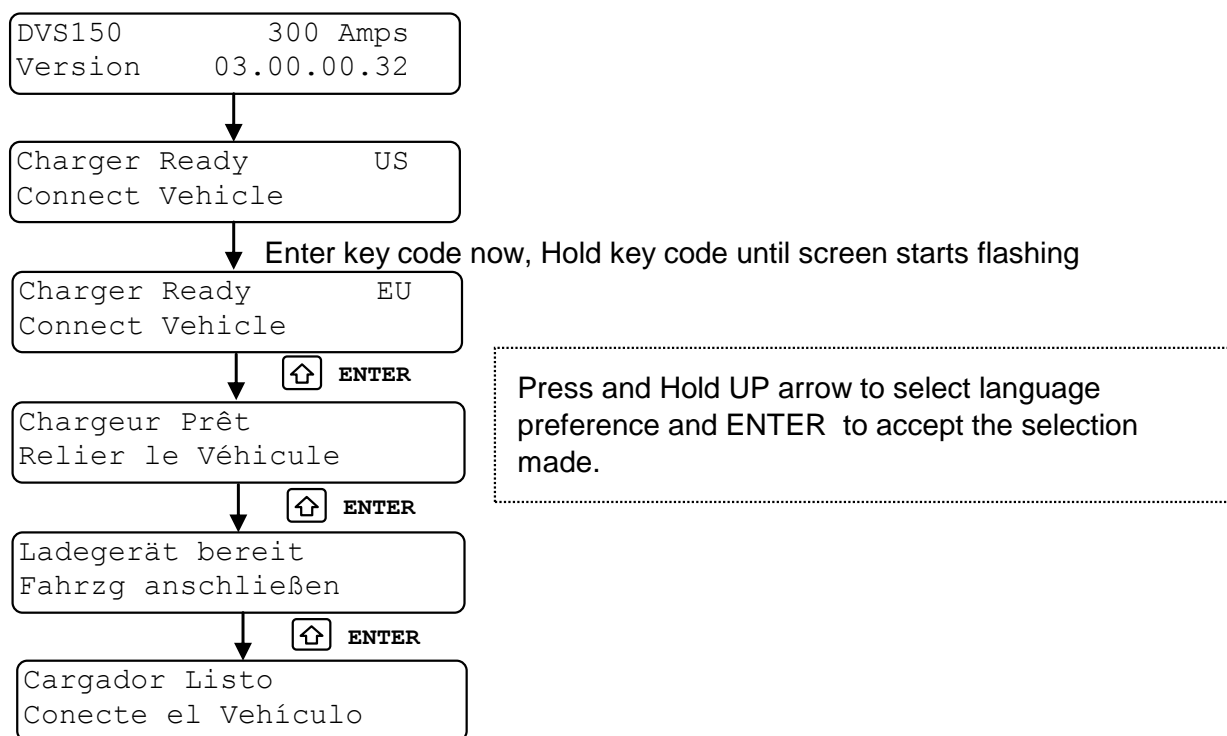 DVS150 300 Amps
Version 03.00.00.32
Charger Ready US
Connect Vehicle
Enter key code now, Hold key code until screen starts flashing
Charger Ready EU
Connect Vehicle
ENTER
Press and Hold UP arrow to select language
preference and ENTER to accept the selection
made.
Chargeur Prêt
Relier le Véhicule
ENTER
Ladegerät bereit
Fahrzg anschließen
ENTER
Cargador Listo
Conecte el Vehículo